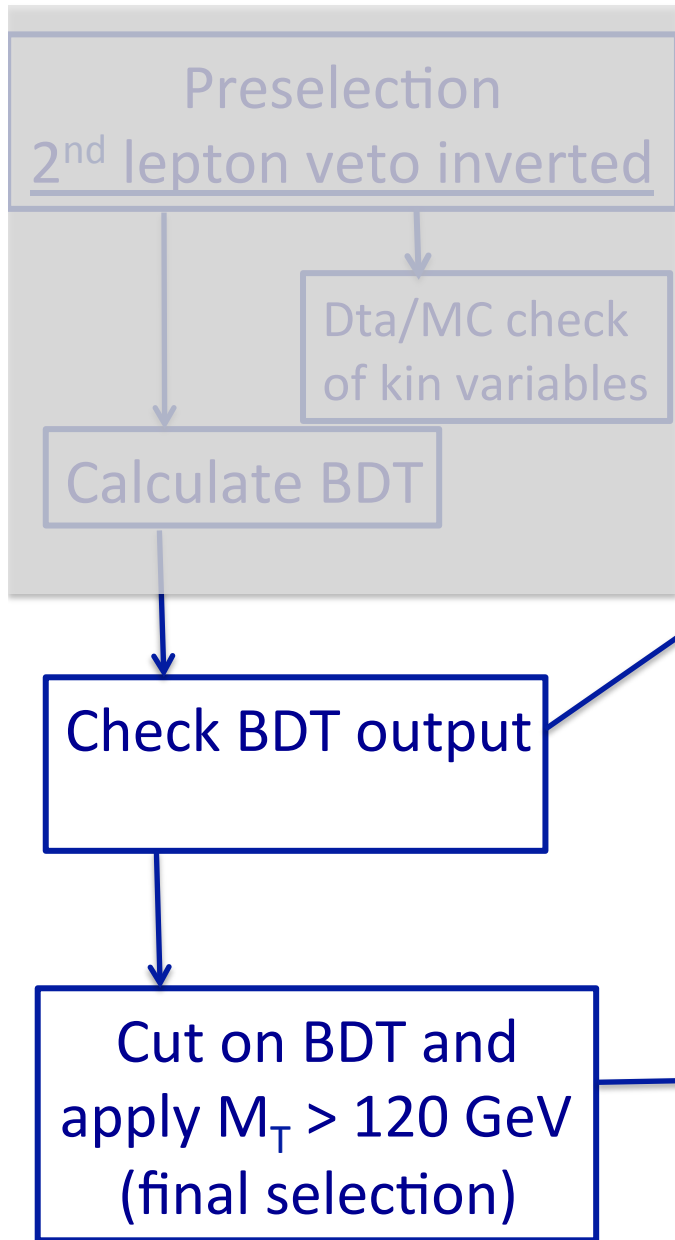 Preselection
2nd lepton veto inverted
Dta/MC check
of kin variables
Calculate BDT
Check BDT output
Cut on BDT and
apply MT > 120 GeV
(final selection)